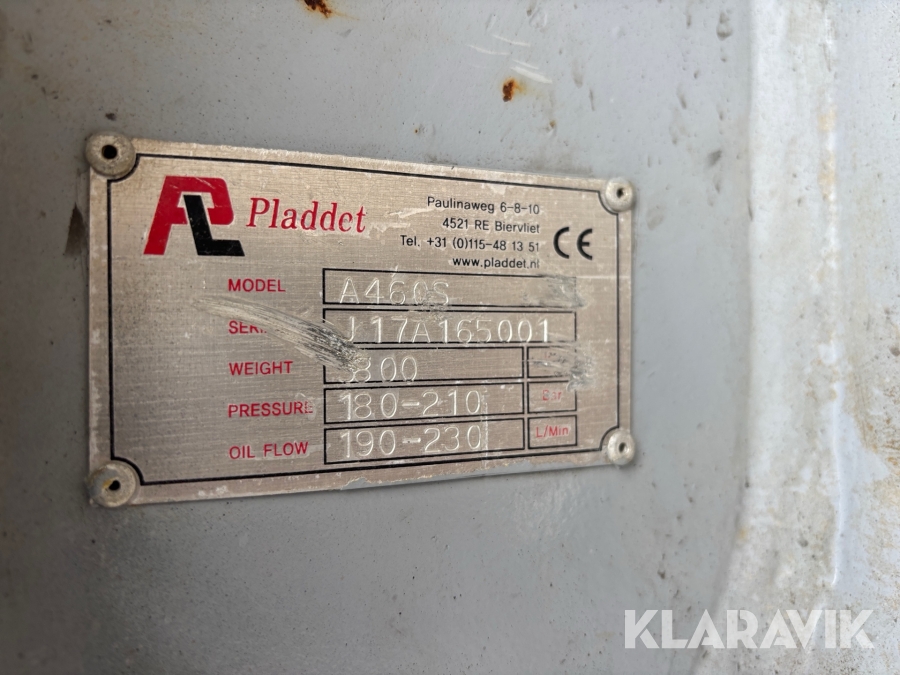 PL Pladdet
Paulinaweg 6-8-10
4521 RE Biervliet
Tel. +31 (0)115-48 13 51
www.pladdet.nl
CE
MODEL A460S
J17A165001
WEIGHT
PRESSURE 180-210 Bar
OIL FLOW 190-230 L/Min
KLARAVIK